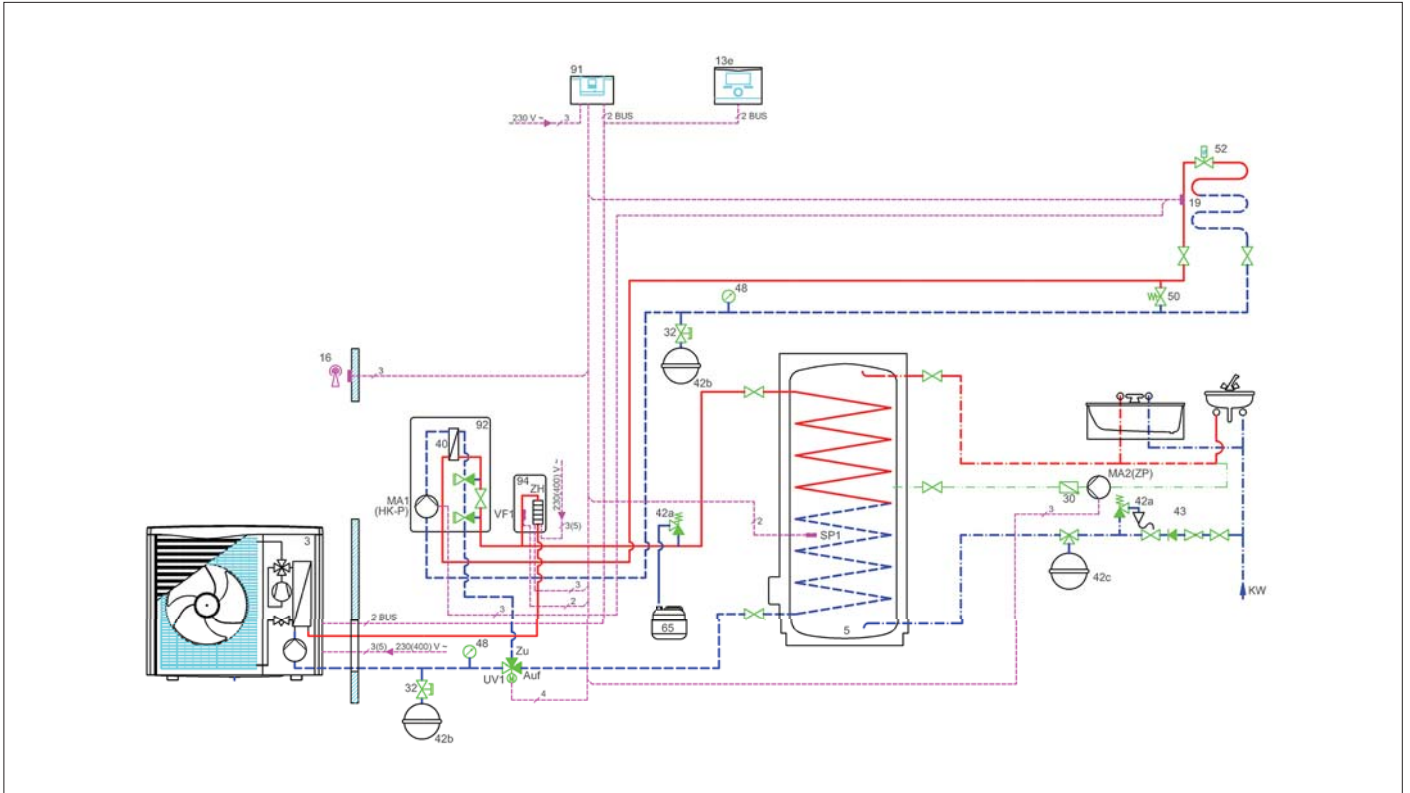 91
13e
230 V ~
3
2 BUS
2 BUS
52
19
48
50
16
3
32
42b
92
40
94
ZH
230(400) V ~
VF1
MA1
(HK-P)
3(5)
42a
MA2(ZP)
30
42a
43
3
2
SP1
42c
3
3
2
3
KW
2 BUS
65
5
3(5)
230(400) V ~
48
Zu
Auf
UV1
4
32
42b